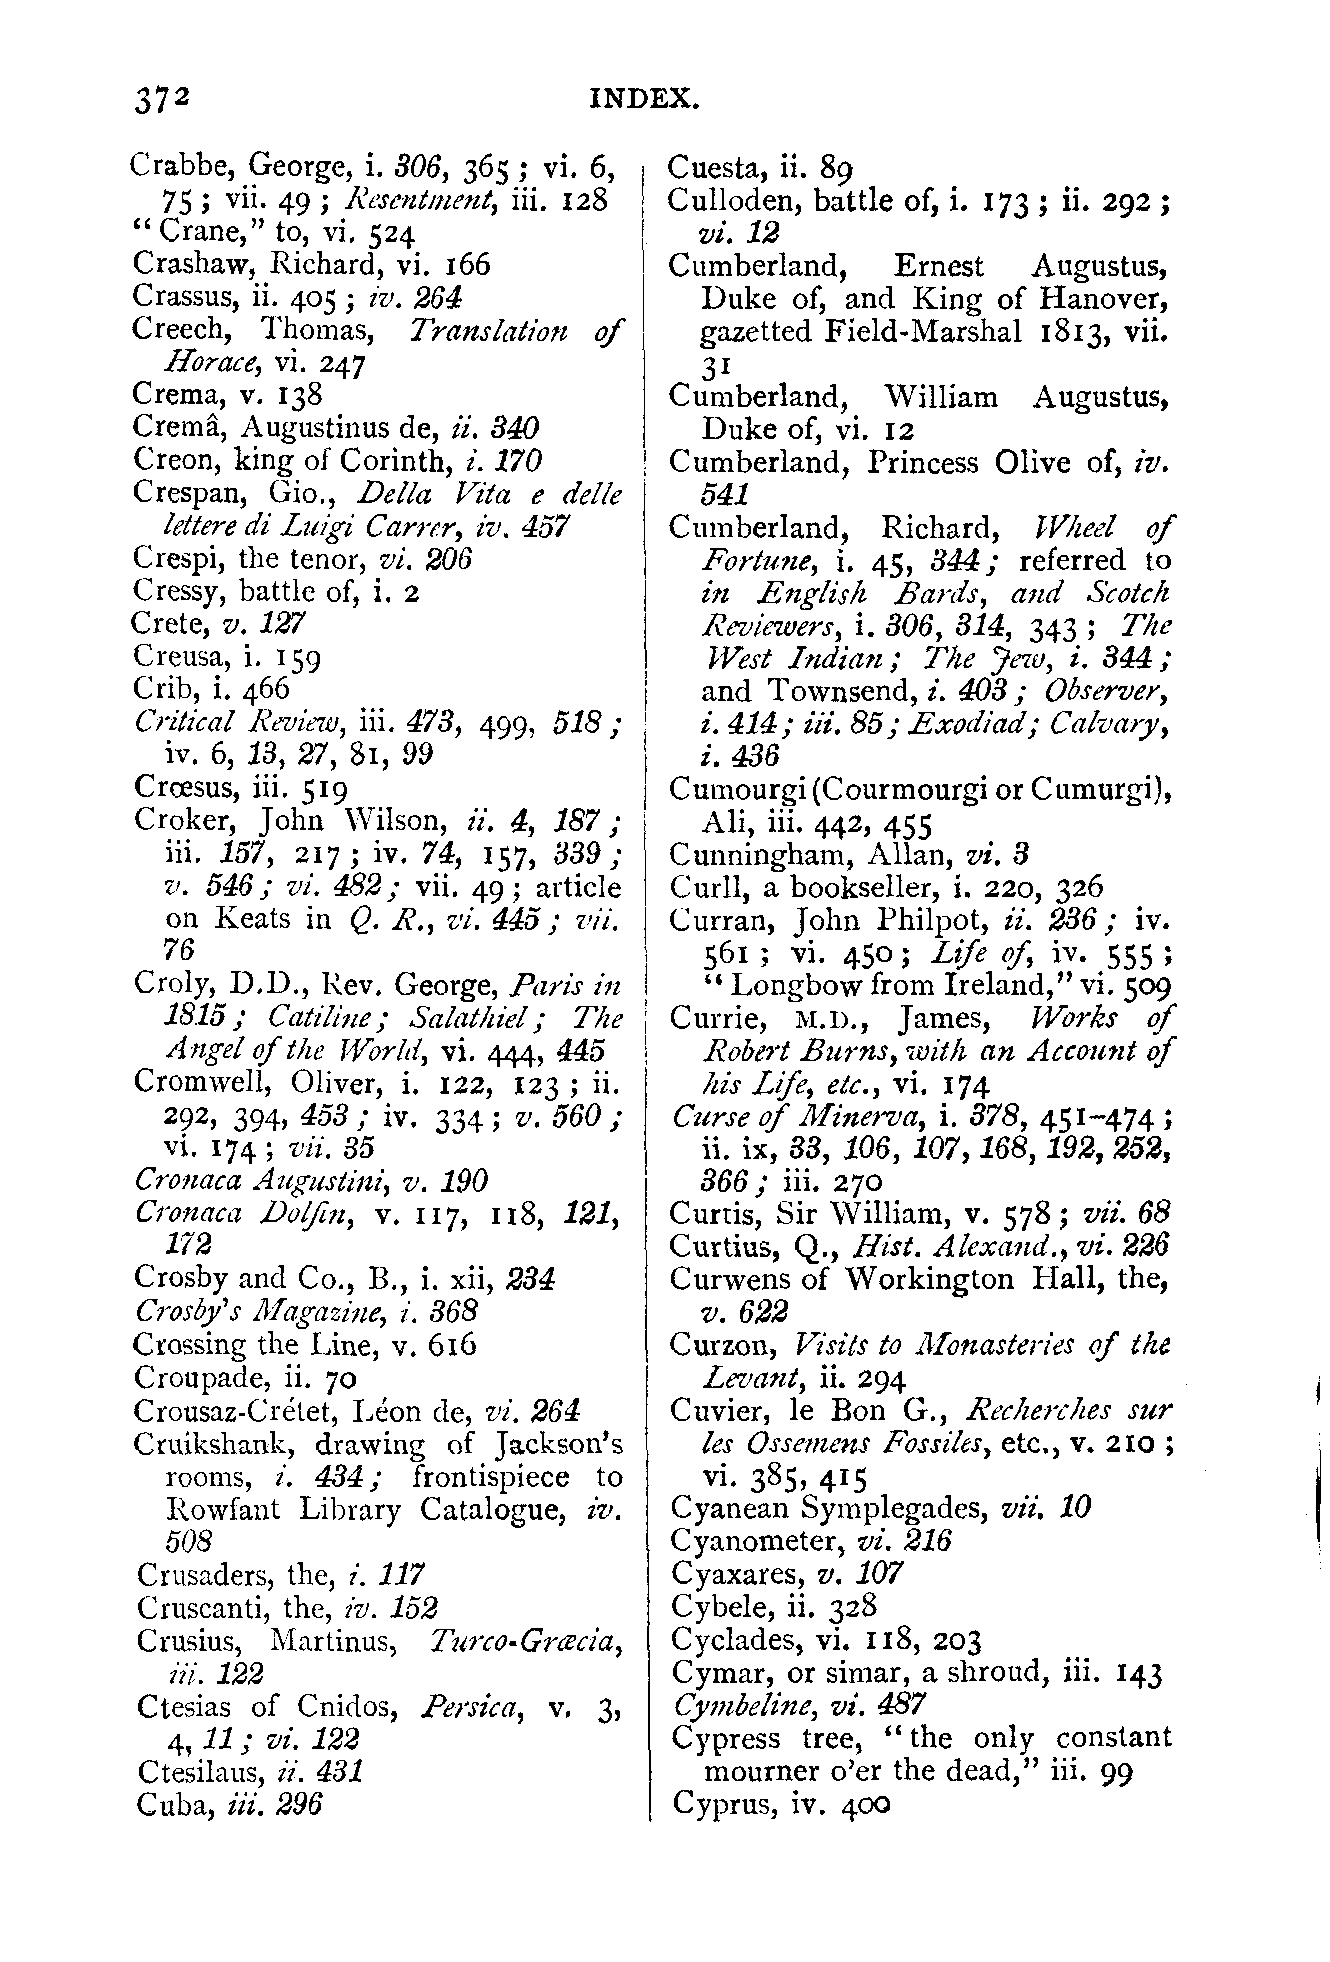 372
INDEX.
Crabbe, George, i. 306, 365 ; vi. 6,
75 ; vii. 49 ; Resentment, iii. 128
“ Crane,” to, vi. 524
Crashaw, Richard, vi. 166
Crassus, ii. 405 ; iv. 264
Creech, Thomas, Translation of
Horace, vi. 247
Crema, v. 138
Cremâ, Augustinus de, ii. 340
Creon, king of Corinth, i. 170
Crespan, Gio., Della Vita e delle
lettere di Luigi Carrer, iv. 457
Crespi, the tenor, vi. 206
Cressy, battle of, i. 2
Crete, v. 127
Creusa, i. 159
Crib, i. 466
Critical Review, iii. 473, 499, 518 ;
iv. 6, 13, 27, 81, 99
Crœsus, iii. 519
Croker, John Wilson, ii. 4, 187 ;
iii. 157, 217 ; iv. 74, 157, 339 ;
v. 546 ; vi. 482 ; vii. 49 ; article
on Keats in Q. R., vi. 445 ; vii.
76
Croly, D.D., Rev. George, Paris in
1815 ; Catiline ; Salathiel ; The
Angel of the World, vi. 444, 445
Cromwell, Oliver, i. 122, 123 ; ii.
292, 394, 453 ; iv. 334 ; v. 560 ;
vi. 174 ; vii. 35
Cronaca Augustini, v. 190
Cronaca Dolfin, v. 117, 118, 121,
172
Crosby and Co., B., i. xii, 234
Crosby's Magazine, i. 368
Crossing the Line, v. 616
Croupade, ii. 70
Crousaz-Crétet, Léon de, vi. 264
Cruikshank, drawing of Jackson's
rooms, i. 434 ; frontispiece to
Rowfant Library Catalogue, iv.
508
Crusaders, the, i. 117
Cruscanti, the, iv. 152
Crusius, Martinus, Turco-Græcia,
iii. 122
Ctesias of Cnidos, Persica, v. 3,
4, 11 ; vi. 122
Ctesilaus, ii. 431
Cuba, iii. 296
Cuesta, ii. 89
Culloden, battle of, i. 173 ; ii. 292 ;
vi. 12
Cumberland, Ernest Augustus,
Duke of, and King of Hanover,
gazetted Field-Marshal 1813, vii.
31
Cumberland, William Augustus,
Duke of, vi. 12
Cumberland, Princess Olive of, iv.
541
Cumberland, Richard, Wheel of
Fortune, i. 45, 344 ; referred to
in English Bards, and Scotch
Reviewers, i. 306, 314, 343 ; The
West Indian ; The Jew, i. 344 ;
and Townsend, i. 403 ; Observer,
i. 414 ; iii. 85 ; Exodiad ; Calvary,
i. 436
Cumourgi (Courmourgi or Cumurgi),
Ali, iii. 442, 455
Cunningham, Allan, vi. 3
Curll, a bookseller, i. 220, 326
Curran, John Philpot, ii. 236 ; iv.
561 ; vi. 450 ; Life of, iv. 555 ;
“ Longbow from Ireland,” vi. 509
Currie, M.D., James, Works of
Robert Burns, with an Account of
his Life, etc., vi. 174
Curse of Minerva, i. 378, 451-474 ;
ii. ix, 33, 106, 107, 168, 192, 252,
366 ; iii. 270
Curtis, Sir William, v. 578 ; vii. 68
Curtius, Q., Hist. Alexand., vi. 226
Curwens of Workington Hall, the,
v. 622
Curzon, Visits to Monasteries of the
Levant, ii. 294
Cuvier, le Bon G., Recherches sur
les Ossemens Fossiles, etc., v. 210 ;
vi. 385, 415
Cyanean Symplegades, vii. 10
Cyanometer, vi. 216
Cyaxares, v. 107
Cybele, ii. 328
Cyclades, vi. 118, 203
Cymar, or simar, a shroud, iii. 143
Cymbeline, vi. 487
Cypress tree, “ the only constant
mourner o'er the dead,” iii. 99
Cyprus, iv. 400